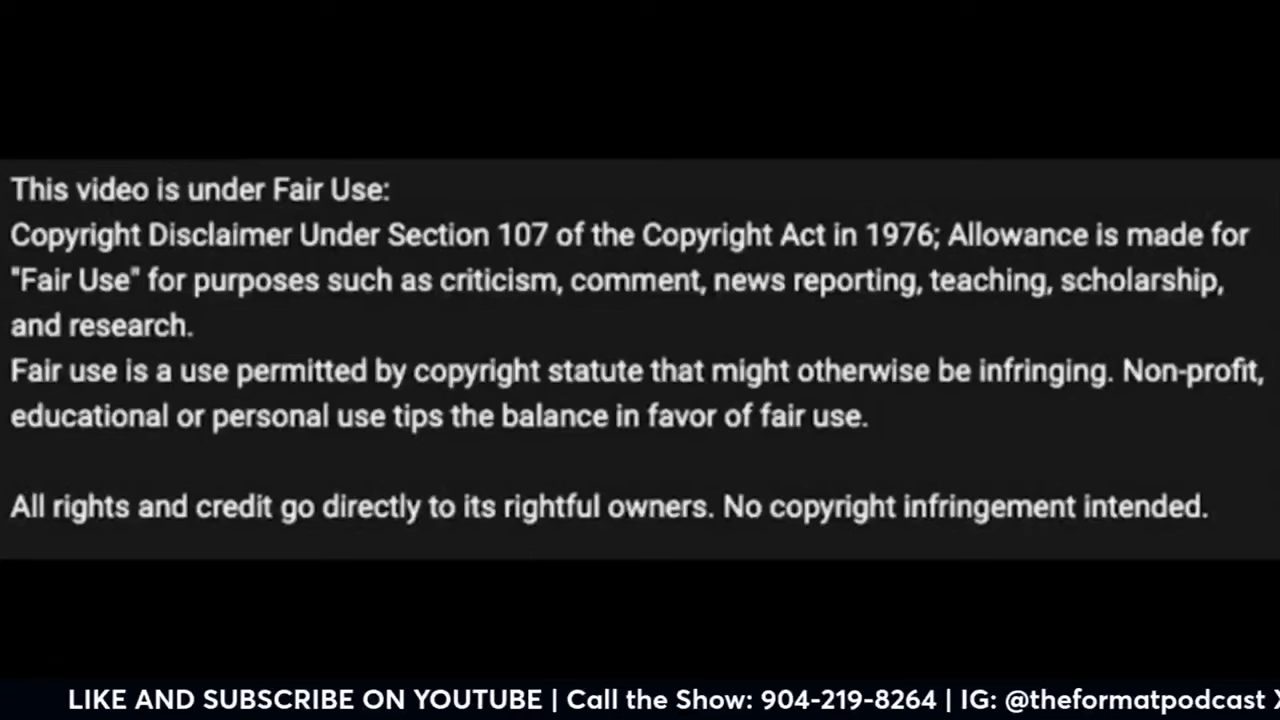 This video is under Fair Use:
Copyright Disclaimer Under Section 107 of the Copyright Act in 1976; Allowance is made for
"Fair Use" for purposes such as criticism, comment, news reporting, teaching, scholarship,
and research.
Fair use is a use permitted by copyright statute that might otherwise be infringing. Non-profit,
educational or personal use tips the balance in favor of fair use.
All rights and credit go directly to its rightful owners. No copyright infringement intended.
LIKE AND SUBSCRIBE ON YOUTUBE | Call the Show: 904-219-8264 | IG: @theformatpodcast X